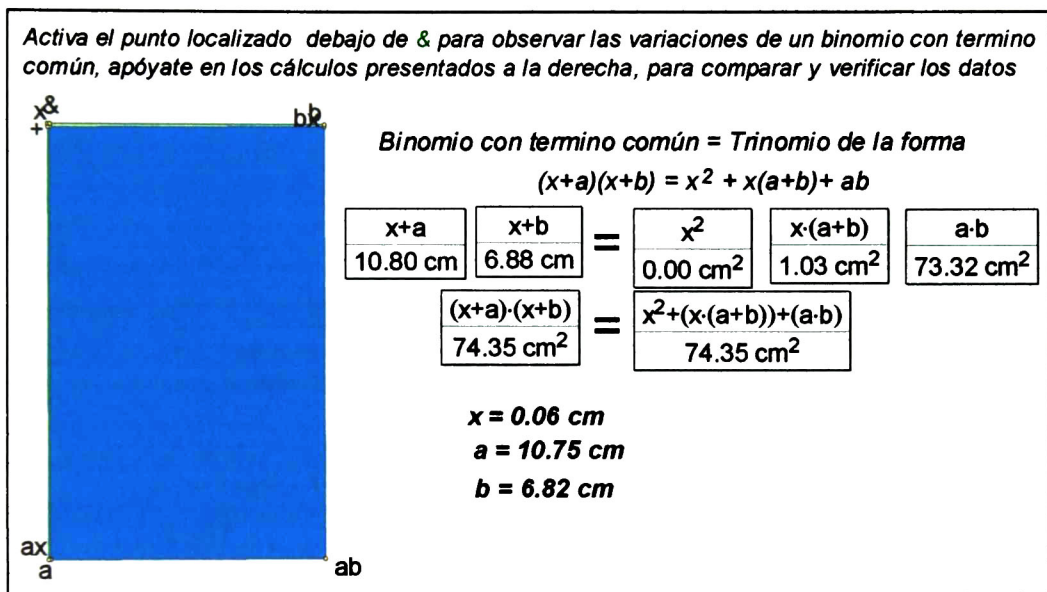 Activa el punto localizado debajo de & para observar las variaciones de un binomio con termino
común, apóyate en los cálculos presentados a la derecha, para comparar y verificar los datos
x&
+
bx b
Binomio con termino común = Trinomio de la forma
(x+a)(x+b) = x² + x(a+b)+ ab
x+a x+b = x² x·(a+b) a·b
10.80 cm 6.88 cm 0.00 cm² 1.03 cm² 73.32 cm²
(x+a)·(x+b) = x²+(x·(a+b))+(a·b)
74.35 cm² 74.35 cm²
x = 0.06 cm
a = 10.75 cm
b = 6.82 cm
ax
a
ab